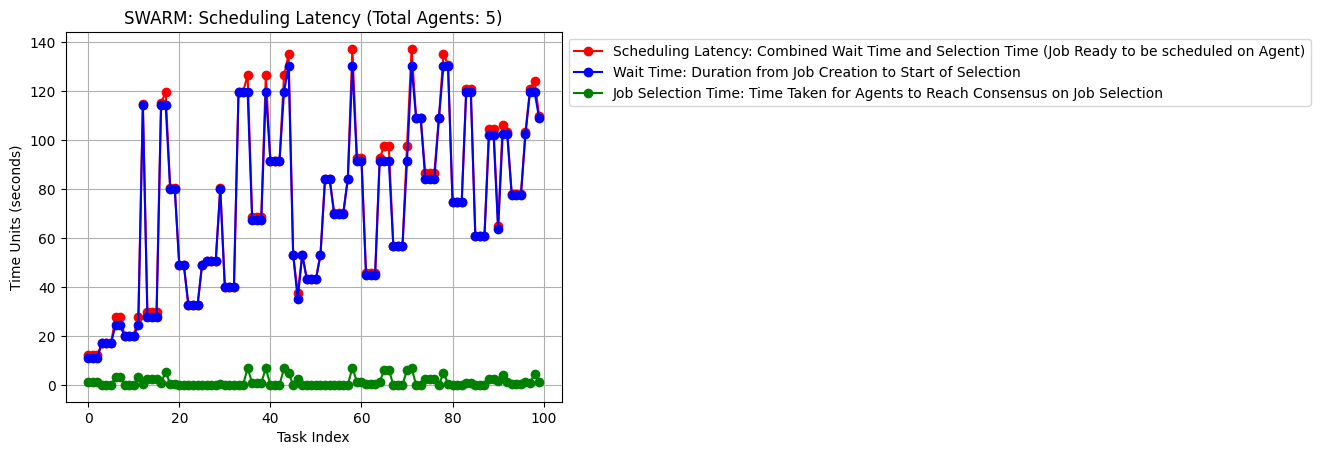 SWARM: Scheduling Latency (Total Agents: 5)
Scheduling Latency: Combined Wait Time and Selection Time (Job Ready to be scheduled on Agent)
Wait Time: Duration from Job Creation to Start of Selection
Job Selection Time: Time Taken for Agents to Reach Consensus on Job Selection
Time Units (seconds)
140
120
100
80
60
40
20
0
0 20 40 60 80 100
Task Index